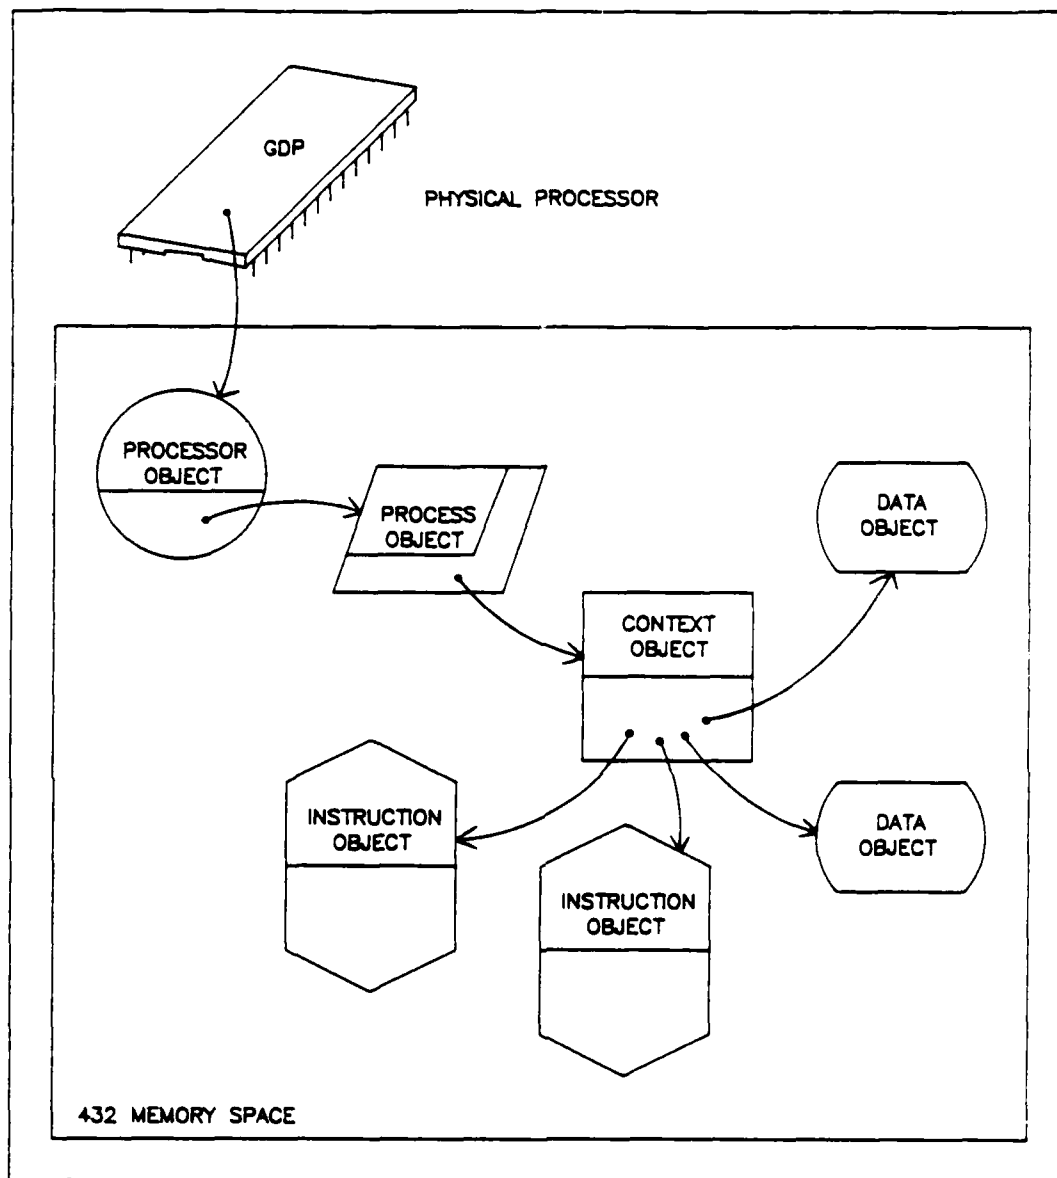 GDP
PHYSICAL PROCESSOR
PROCESSOR
OBJECT
PROCESS
OBJECT
DATA
OBJECT
CONTEXT
OBJECT
INSTRUCTION
OBJECT
DATA
OBJECT
INSTRUCTION
OBJECT
432 MEMORY SPACE